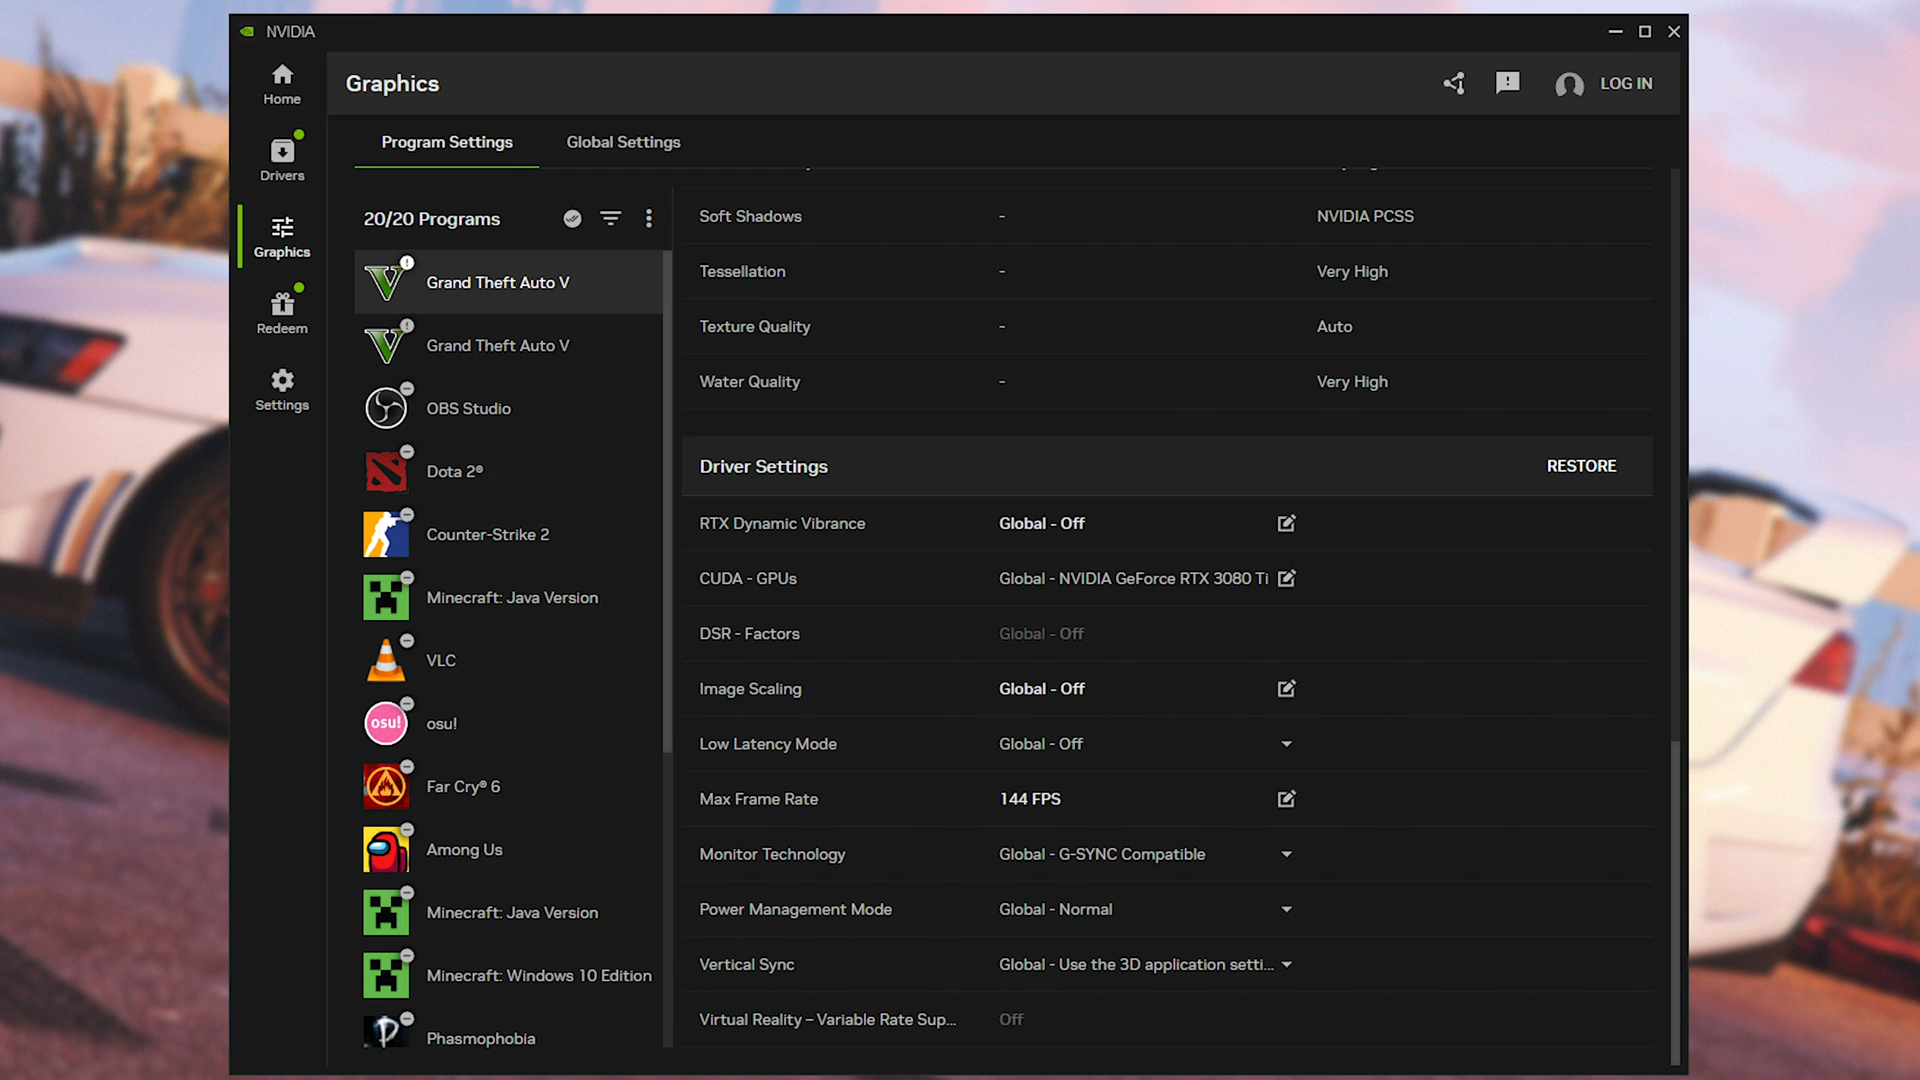 NVIDIA
Home
Drivers
Graphics
Redeem
Settings
Graphics
LOG IN
Program Settings
Global Settings
20/20 Programs
Grand Theft Auto V
Grand Theft Auto V
OBS Studio
Dota 2®
Counter-Strike 2
Minecraft: Java Version
VLC
osu!
osu!
Far Cry® 6
Among Us
Minecraft: Java Version
Minecraft: Windows 10 Edition
Phasmophobia
Soft Shadows - NVIDIA PCSS
Tessellation - Very High
Texture Quality - Auto
Water Quality - Very High
Driver Settings RESTORE
RTX Dynamic Vibrance Global - Off
CUDA - GPUs Global - NVIDIA GeForce RTX 3080 Ti
DSR - Factors Global - Off
Image Scaling Global - Off
Low Latency Mode Global - Off
Max Frame Rate 144 FPS
Monitor Technology Global - G-SYNC Compatible
Power Management Mode Global - Normal
Vertical Sync Global - Use the 3D application setti...
Virtual Reality – Variable Rate Sup... Off